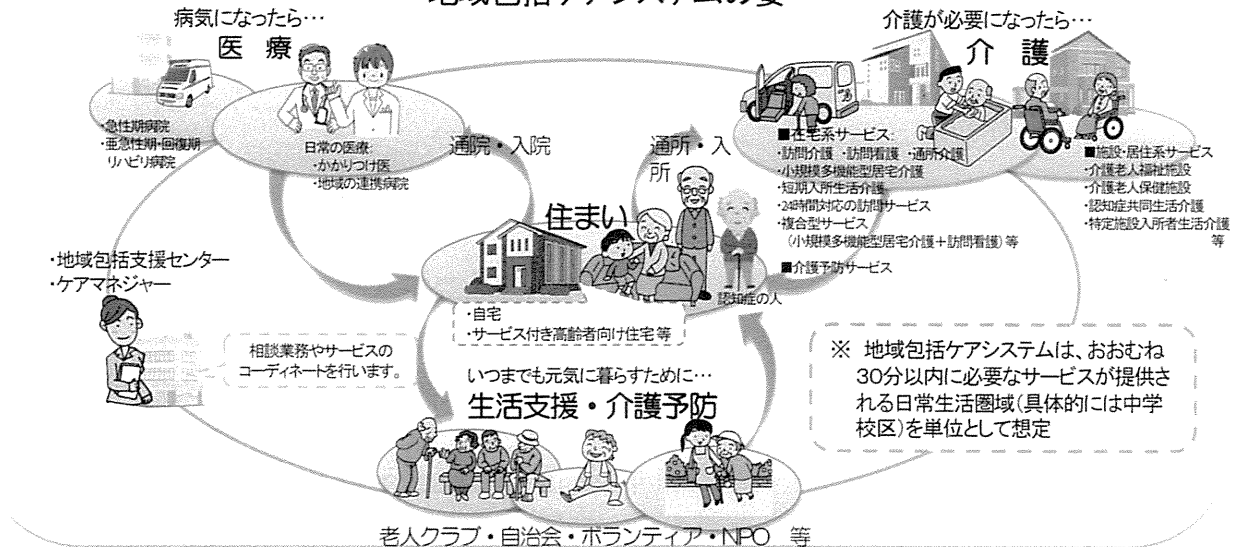 地域包括ケアシステムの姿
病気になったら…
医 療
・急性期病院
・亜急性期・回復期
リハビリ病院
日常の医療:
・かかりつけ医
・地域の連携病院
通院・入院
通所・入
所
介護が必要になったら…
介 護
■在宅系サービス:
・訪問介護 ・訪問看護 ・通所介護
・小規模多機能型居宅介護
・短期入所生活介護
・24時間対応の訪問サービス
・複合型サービス
(小規模多機能型居宅介護+訪問看護)等
■介護予防サービス
■施設・居住系サービス
・介護老人福祉施設
・介護老人保健施設
・認知症共同生活介護
・特定施設入所者生活介護
等
住まい
認知症の人
・自宅
・サービス付き高齢者向け住宅 等
・地域包括支援センター
・ケアマネジャー
相談業務やサービスの
コーディネートを行います。
いつまでも元気に暮らすために…
生活支援・介護予防
老人クラブ・自治会・ボランティア・NPO 等
※ 地域包括ケアシステムは、おおむね
30分以内に必要なサービスが提供さ
れる日常生活圏域(具体的には中学
校区)を単位として想定